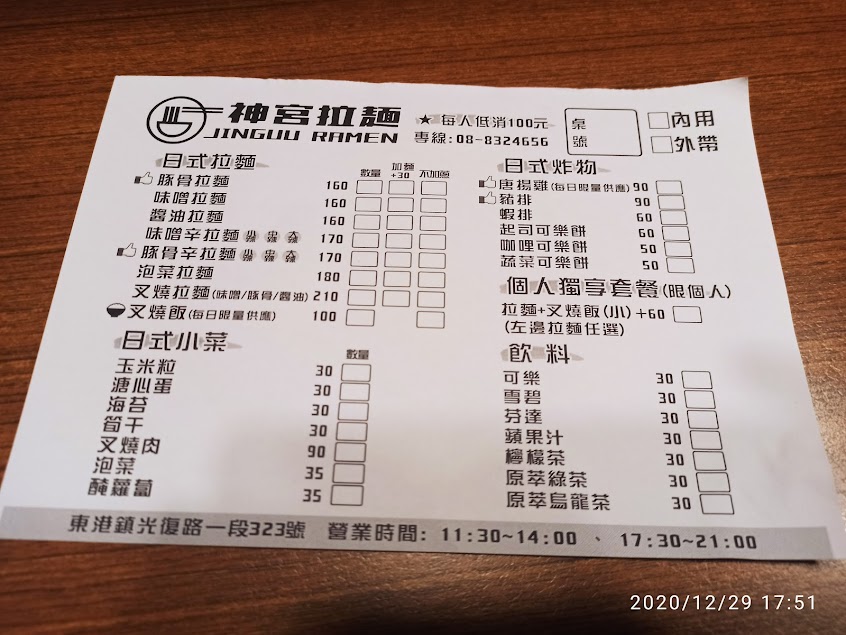 神宮拉麵
JINGUU RAMEN
★ 每人低消100元
專線:08-8324656
桌號
內用
外帶
日式拉麵
數量 加麵+30 不加蔥
豚骨拉麵 160
味噌拉麵 160
醬油拉麵 160
味噌辛拉麵 170
豚骨辛拉麵 170
泡菜拉麵 180
叉燒拉麵(味噌/豚骨/醬油) 210
叉燒飯(每日限量供應) 100
日式小菜
數量
玉米粒 30
溏心蛋 30
海苔 30
筍干 30
叉燒肉 90
泡菜 35
醃蘿蔔 35
日式炸物
唐揚雞(每日限量供應) 90
豬排 90
蝦排 60
起司可樂餅 60
咖哩可樂餅 50
蔬菜可樂餅 50
個人獨享套餐(限個人)
拉麵+叉燒飯(小) +60
(左邊拉麵任選)
飲料
可樂 30
雪碧 30
芬達 30
蘋果汁 30
檸檬茶 30
原萃綠茶 30
原萃烏龍茶 30
東港鎮光復路一段323號 營業時間: 11:30~14:00 、 17:30~21:00
2020/12/29 17:51